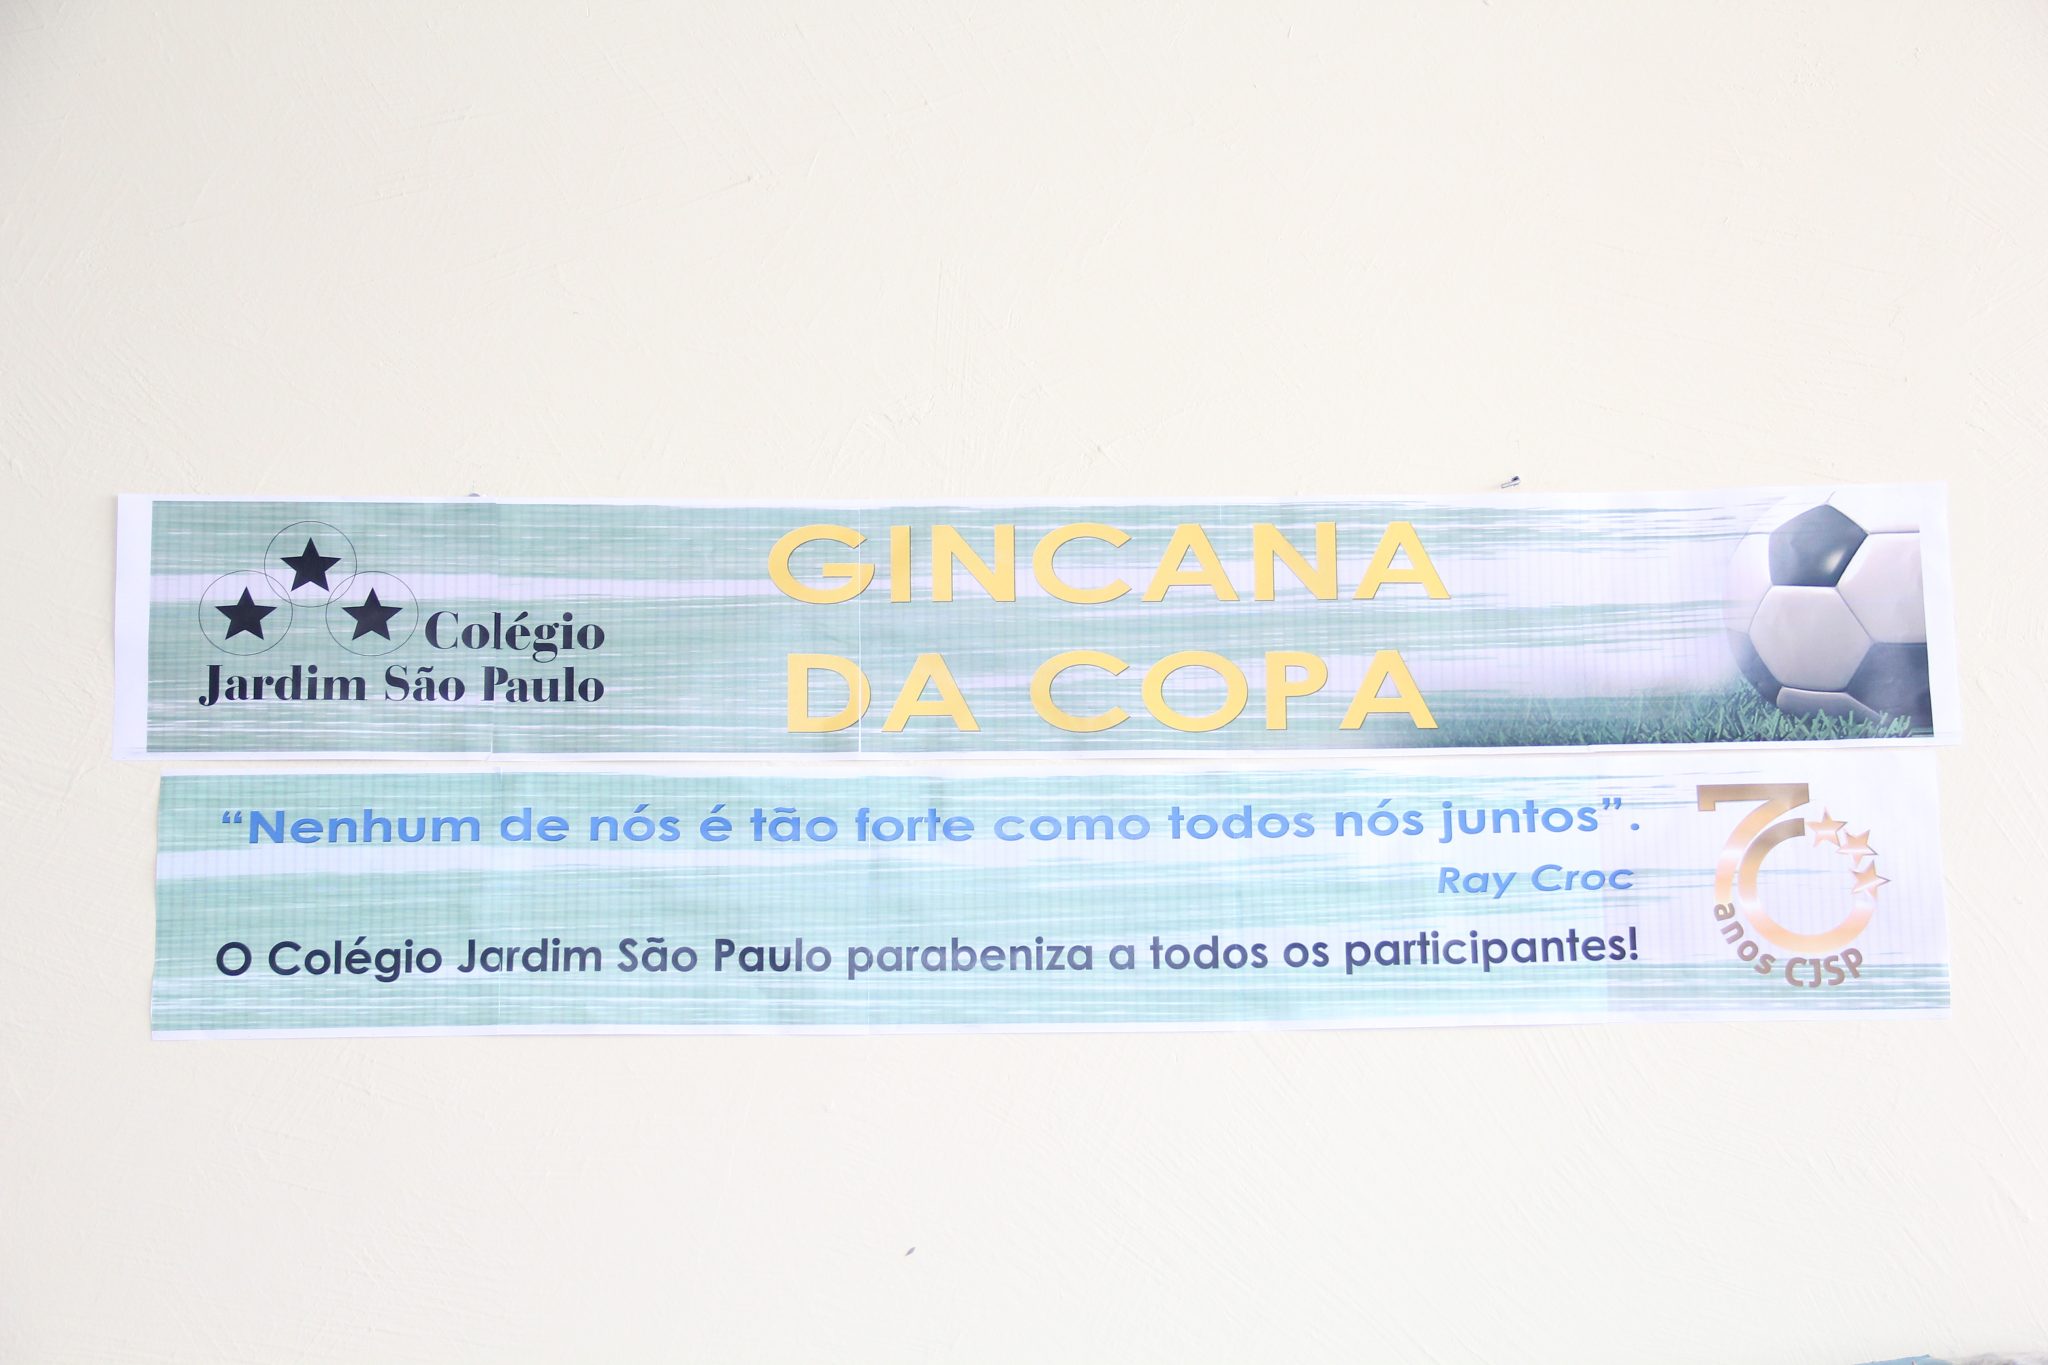 Colégio
Jardim São Paulo
GINCANA
DA COPA
“Nenhum de nós é tão forte como todos nós juntos”.
Ray Croc
O Colégio Jardim São Paulo parabeniza a todos os participantes!
70
anos CJSP